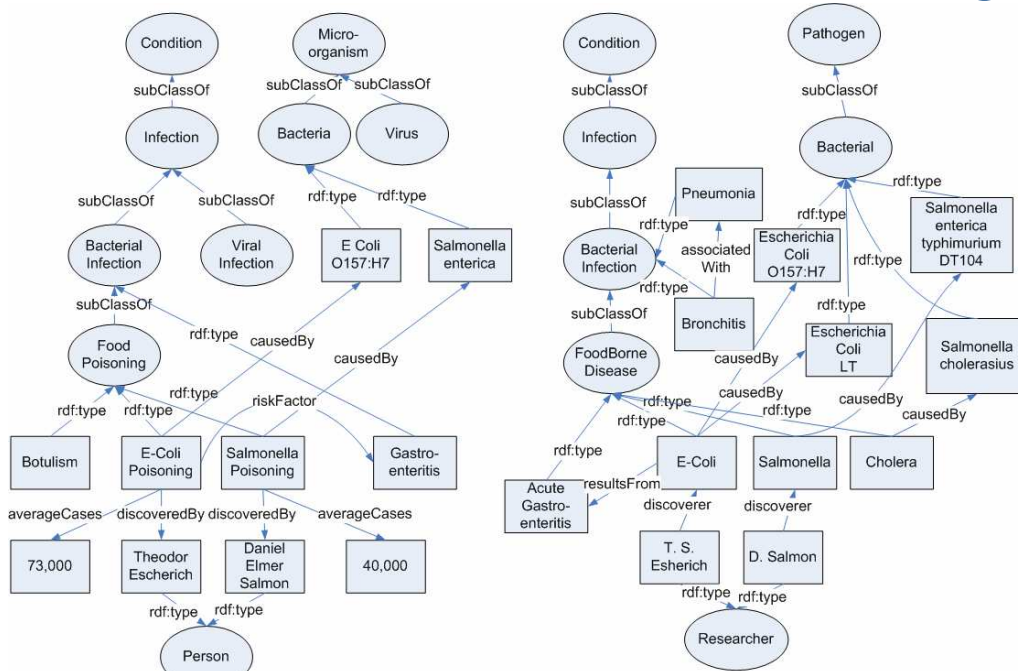 Condition
Micro-
organism
subClassOf
subClassOf
subClassOf
Infection
Bacteria
Virus
subClassOf
subClassOf
rdf:type
rdf:type
Bacterial
Infection
Viral
Infection
E Coli
O157:H7
Salmonella
enterica
subClassOf
rdf:type
causedBy
Food
Poisoning
causedBy
rdf:type
rdf:type
rdf:type
riskFactor
Botulism
E-Coli
Poisoning
Salmonella
Poisoning
Gastro-
enteritis
averageCases
discoveredBy
discoveredBy
averageCases
73,000
Theodor
Escherich
Daniel
Elmer
Salmon
40,000
rdf:type
rdf:type
Person
Condition
Pathogen
subClassOf
subClassOf
Infection
Bacterial
subClassOf
Pneumonia
rdf:type
rdf:type
rdf:type
associated
With
Escherichia
Coli
O157:H7
Salmonella
enterica
typhimurium
DT104
Bacterial
Infection
rdf:type
rdf:type
subClassOf
Bronchitis
rdf:type
Escherichia
Coli
LT
Salmonella
cholerasius
FoodBorne
Disease
causedBy
causedBy
causedBy
causedBy
rdf:type
rdf:type
rdf:type
rdf:type
E-Coli
Salmonella
Cholera
resultsFrom
Acute
Gastro-
enteritis
discoverer
discoverer
T. S.
Esherich
D. Salmon
rdf:type
rdf:type
Researcher